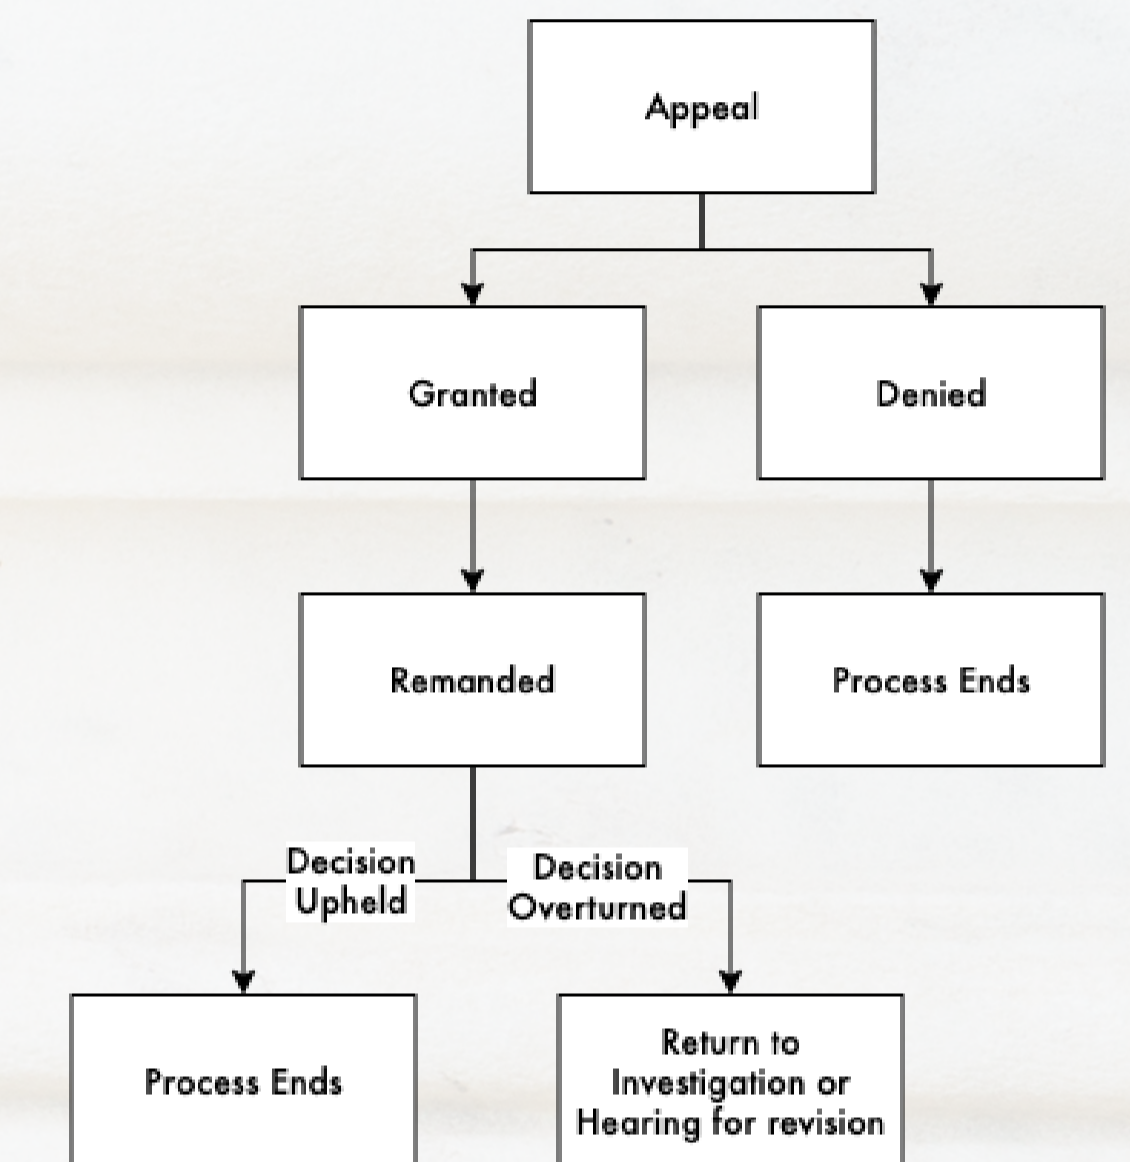 Appeal
Granted
Denied
Remanded
Process Ends
Decision
Upheld
Decision
Overturned
Process Ends
Return to
Investigation or
Hearing for revision